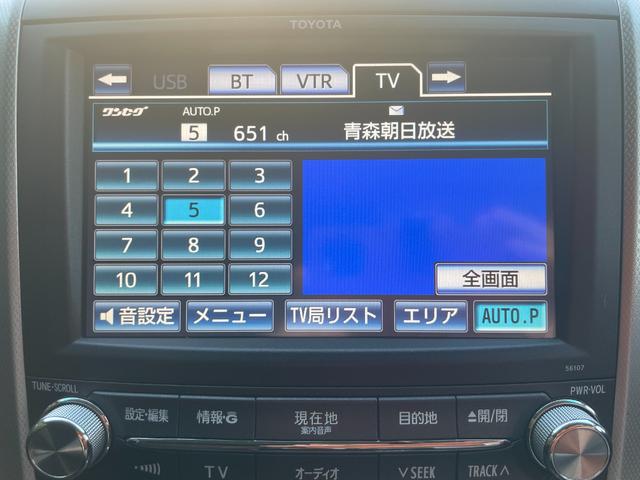 TOYOTA
USB BT VTR TV
ワンセグ AUTO.P
5 651 ch 青森朝日放送
1 2 3
4 5 6
7 8 9
10 11 12
全画面
音設定 メニュー TV局リスト エリア AUTO.P
56107
TUNE·SCROLL PWR·VOL
設定・編集 情報・G 現在地 目的地 ▲開/閉
案内音声
TV オーディオ ∨SEEK TRACK∧